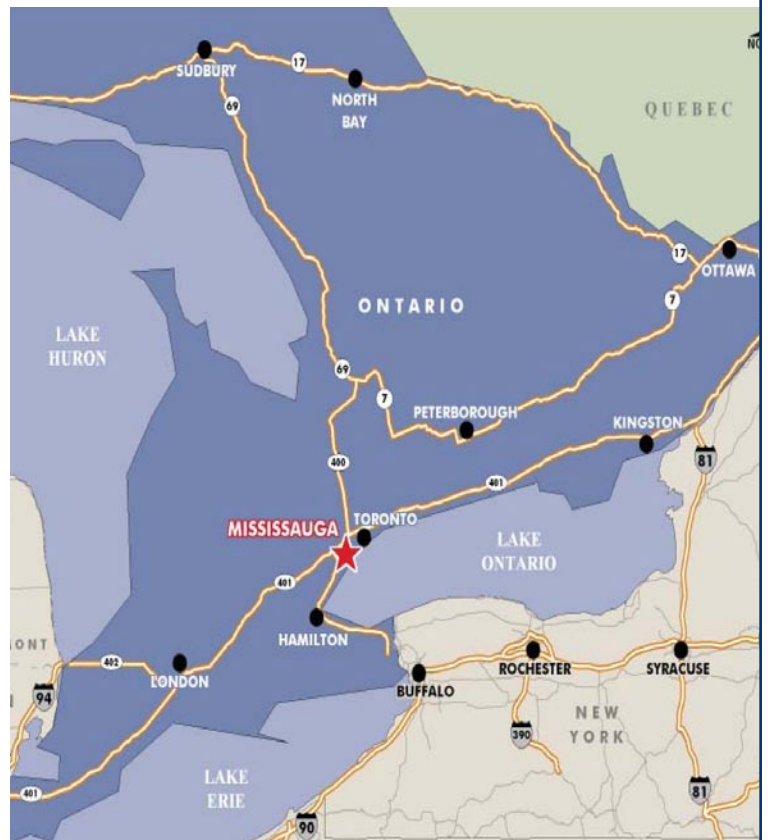 SUDBURY
17
NORTH
BAY
69
QUEBEC
17
OTTAWA
7
ONTARIO
LAKE
HURON
69
7
PETERBOROUGH
KINGSTON
400
401
81
MISSISSAUGA
TORONTO
LAKE
ONTARIO
401
HAMILTON
402
LONDON
ROCHESTER
SYRACUSE
BUFFALO
94
NEW
YORK
390
LAKE
ERIE
401
90
81